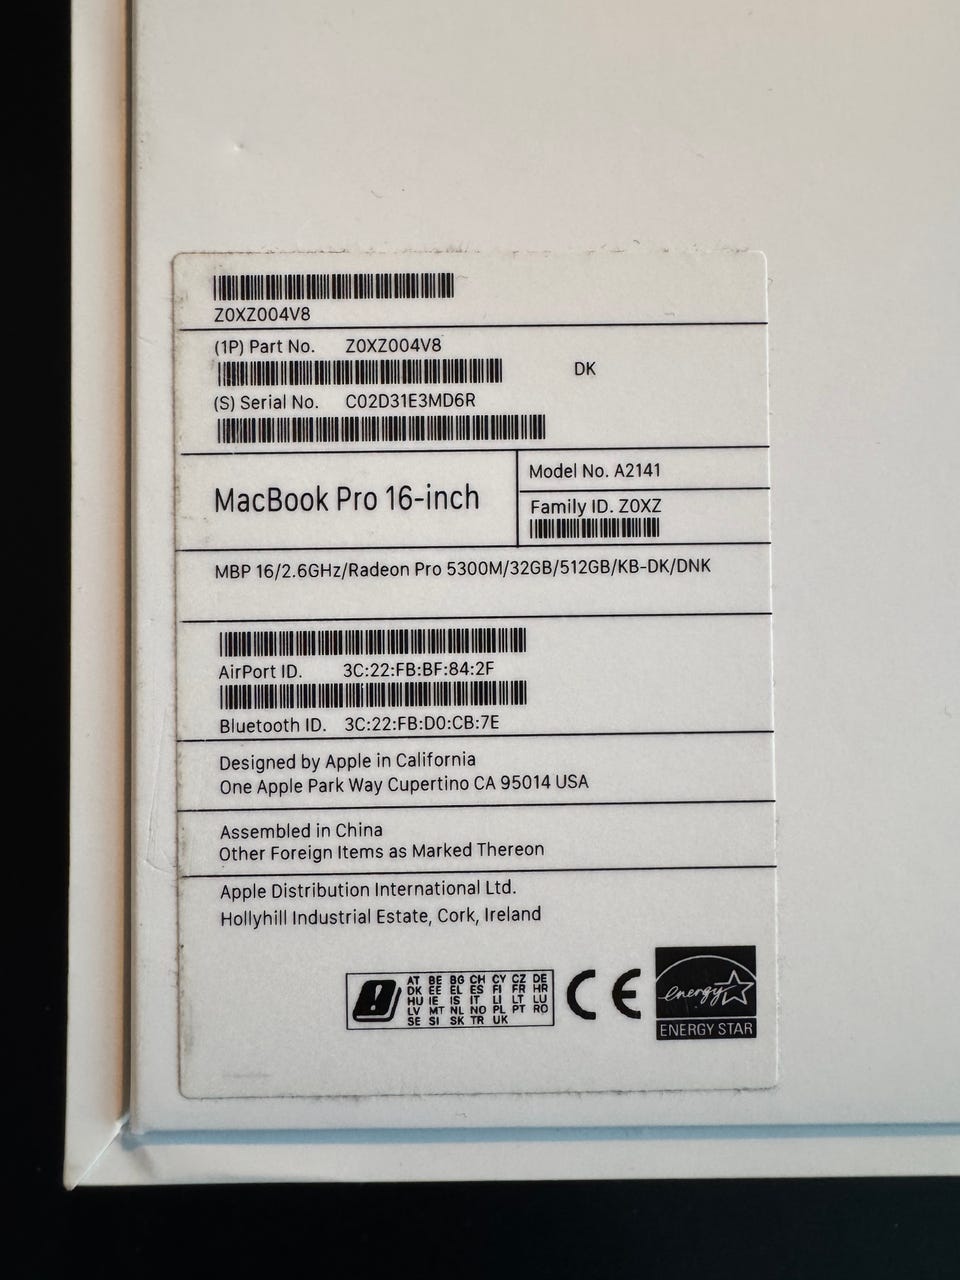 Z0XZ004V8
(1P) Part No. Z0XZ004V8
DK
(S) Serial No. C02D31E3MD6R
MacBook Pro 16-inch
Model No. A2141
Family ID. Z0XZ
MBP 16/2.6GHz/Radeon Pro 5300M/32GB/512GB/KB-DK/DNK
AirPort ID. 3C:22:FB:BF:84:2F
Bluetooth ID. 3C:22:FB:D0:CB:7E
Designed by Apple in California
One Apple Park Way Cupertino CA 95014 USA
Assembled in China
Other Foreign Items as Marked Thereon
Apple Distribution International Ltd.
Hollyhill Industrial Estate, Cork, Ireland
AT BE BG CH CY CZ DE
DK EE EL ES FI FR HR
HU IE IS IT LI LT LU
LV MT NL NO PL PT RO
SE SI SK TR UK
CE
energy
ENERGY STAR